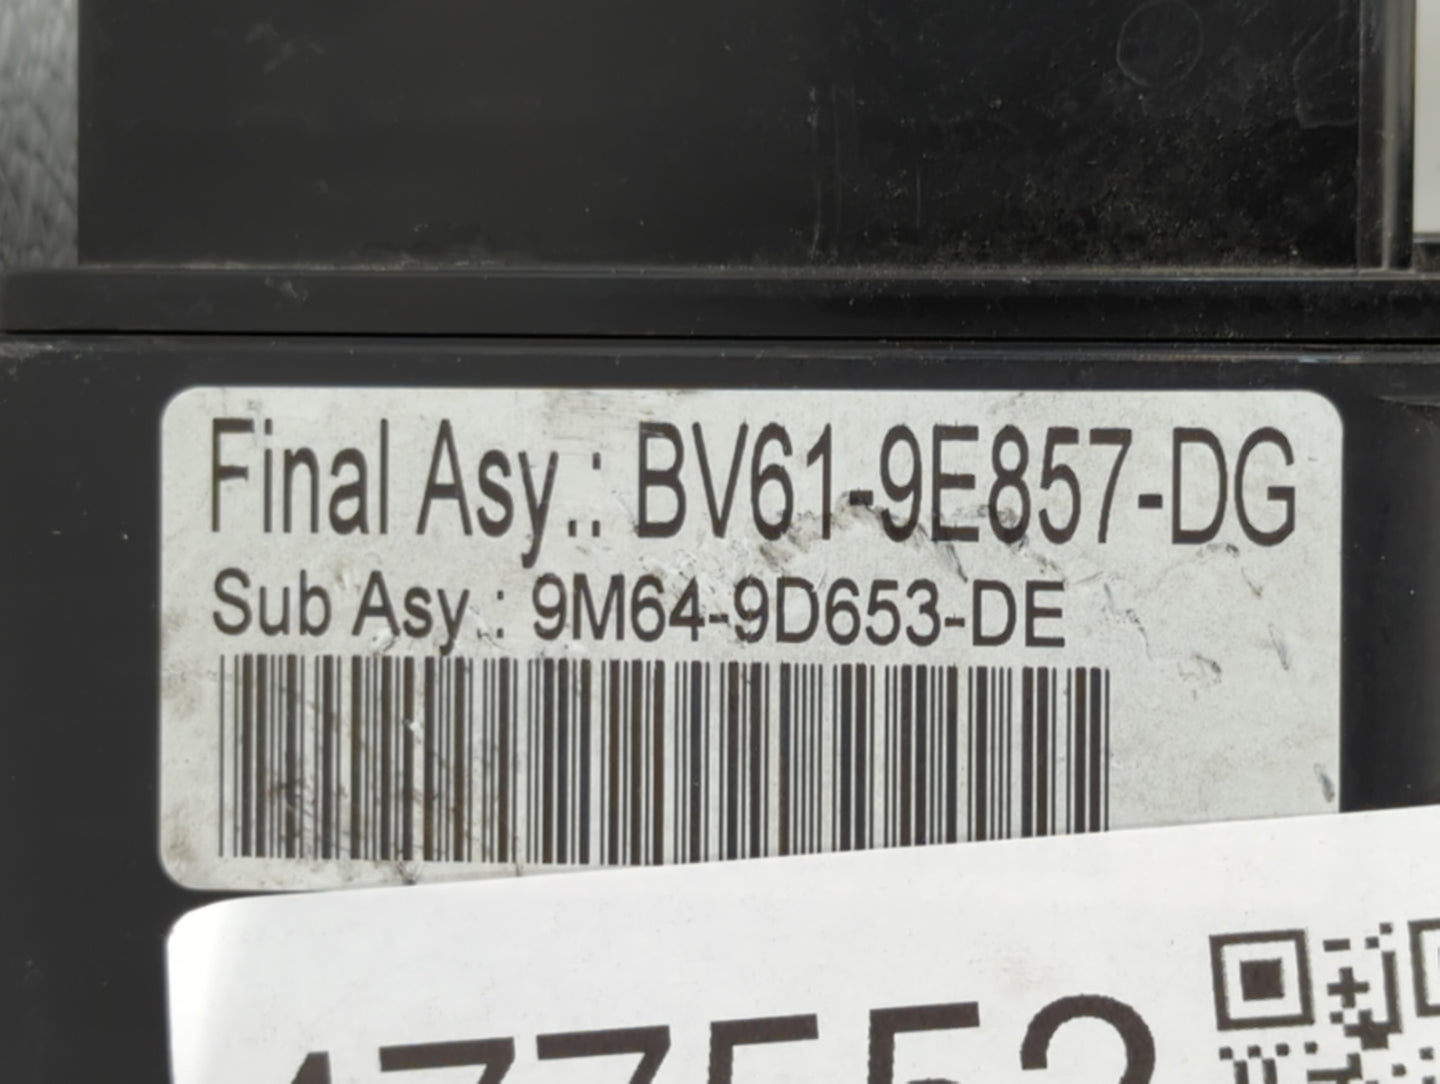 Final Asy.: BV61-9E857-DG
Sub Asy.: 9M64-9D653-DE